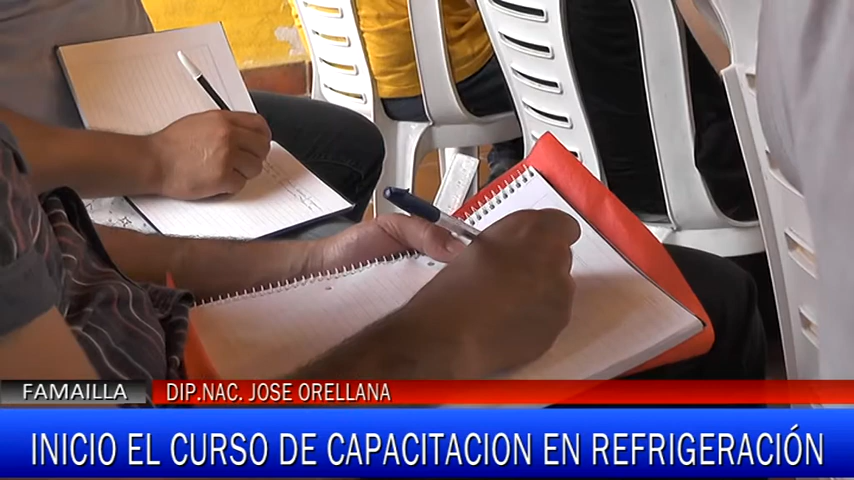 FAMAILLA
DIP.NAC. JOSE ORELLANA
INICIO EL CURSO DE CAPACITACION EN REFRIGERACIÓN